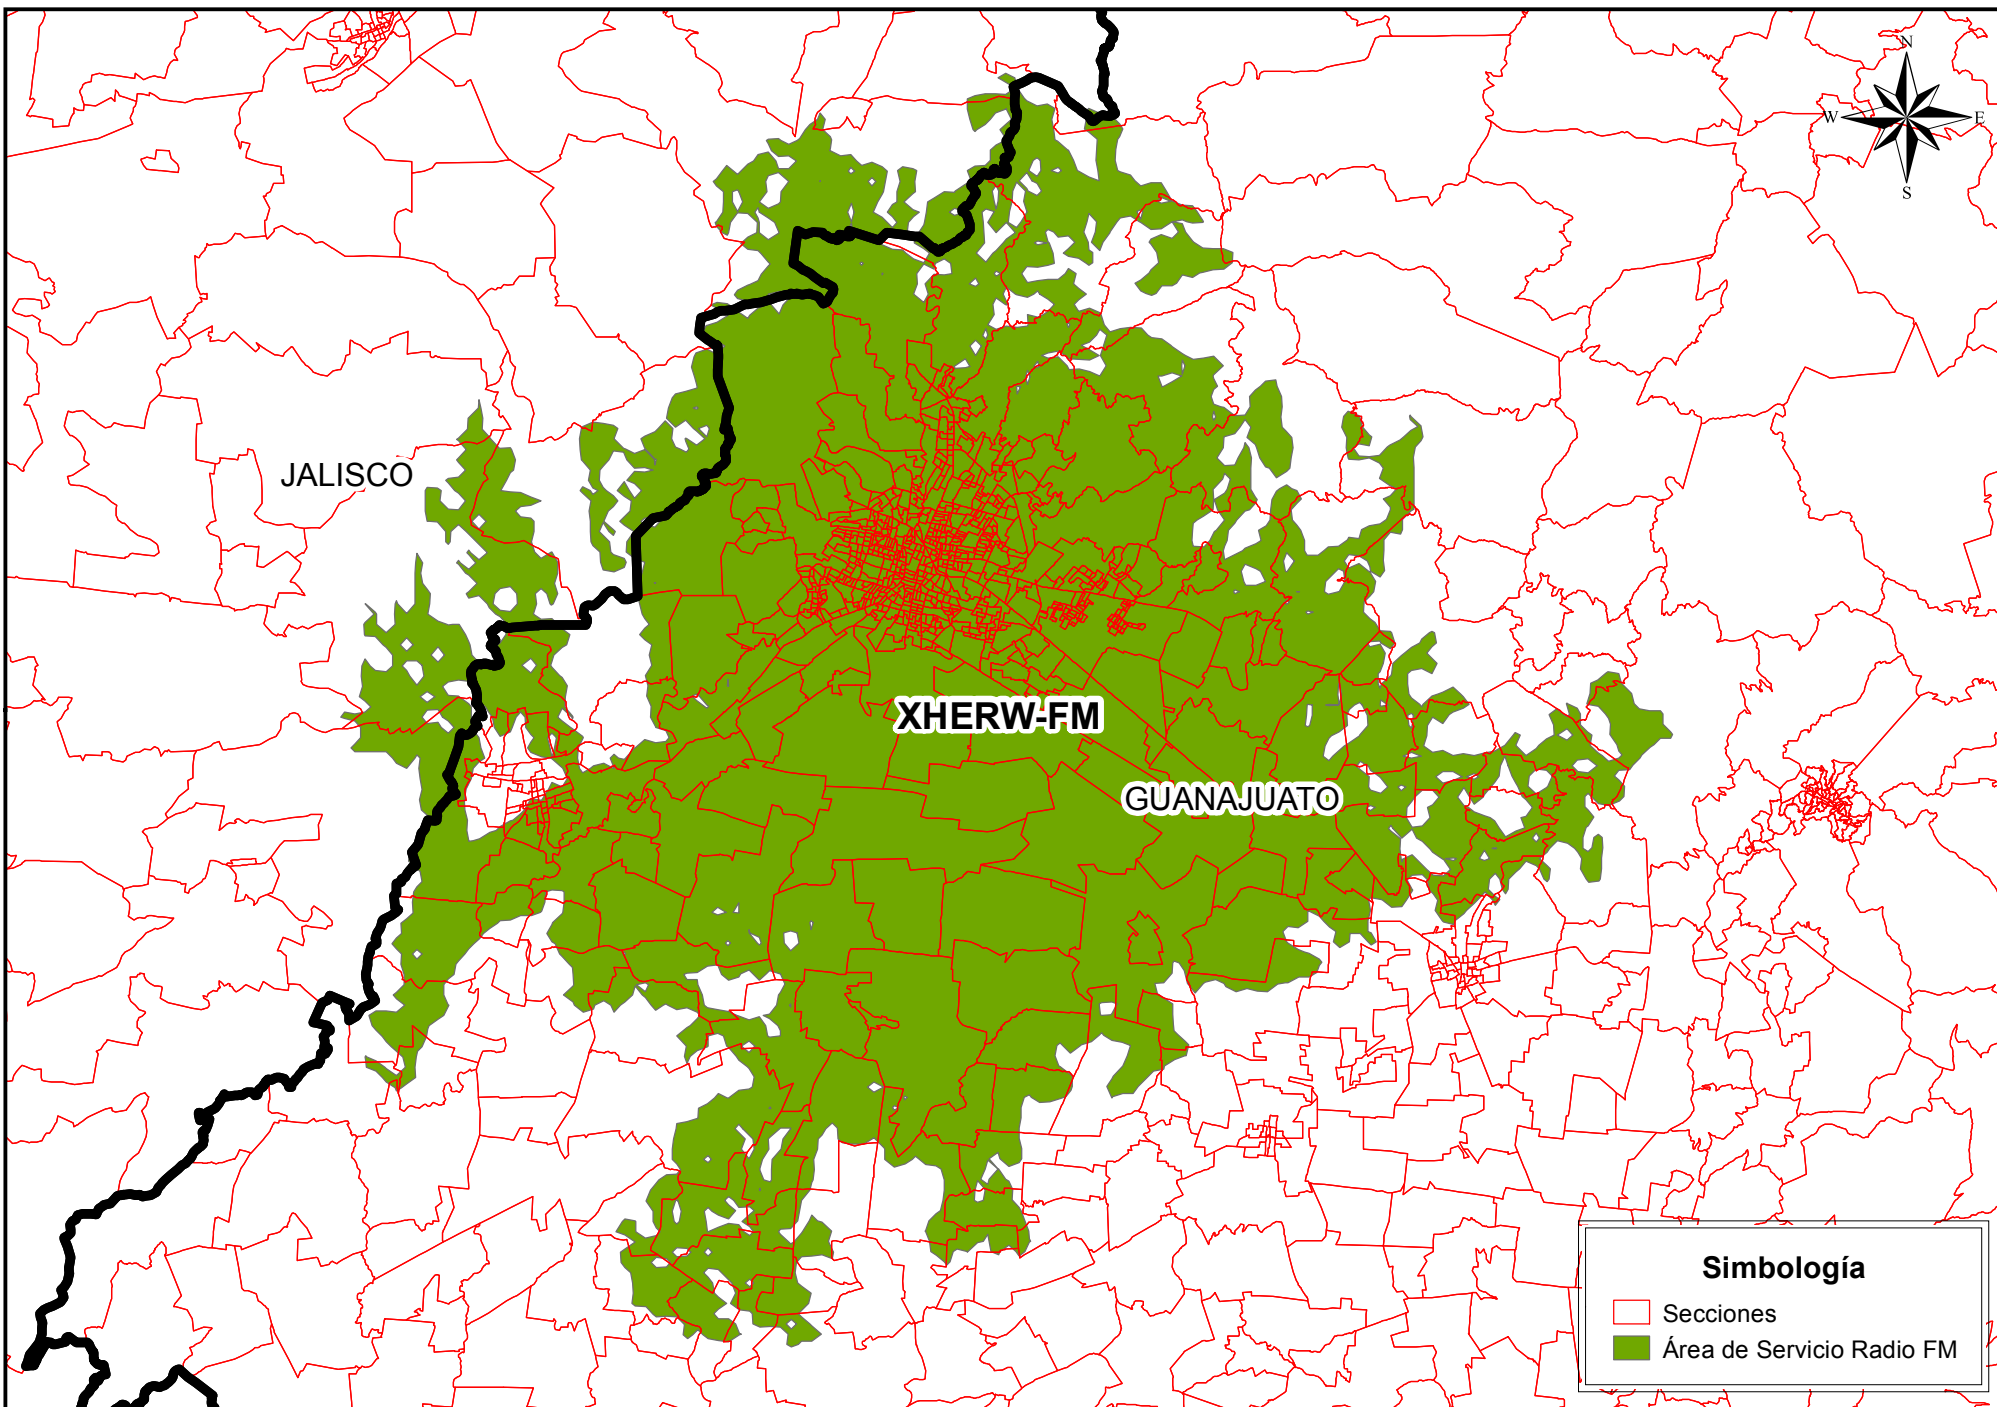 N
W E
S
JALISCO
XHERW-FM
GUANAJUATO
Simbología
Secciones
Área de Servicio Radio FM